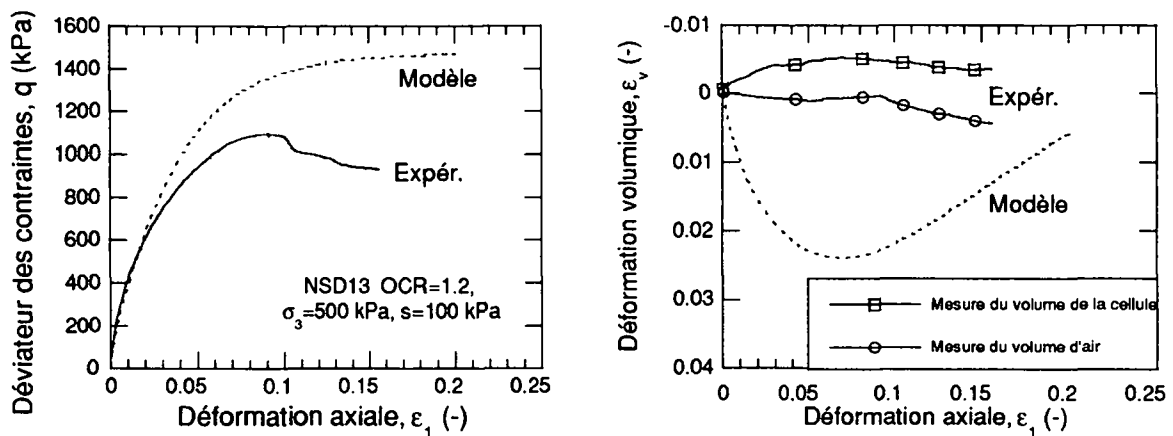 Déviateur des contraintes, q (kPa)
1600
1400
1200
1000
800
600
400
200
0
0
0.05
0.1
0.15
0.2
0.25
Déformation axiale, ε1 (-)
Modèle
Expér.
NSD13 OCR=1.2,
σ3=500 kPa, s=100 kPa
Déformation volumique, εv (-)
-0.01
0
0.01
0.02
0.03
0.04
0
0.05
0.1
0.15
0.2
0.25
Déformation axiale, ε1 (-)
Expér.
Modèle
Mesure du volume de la cellule
Mesure du volume d'air